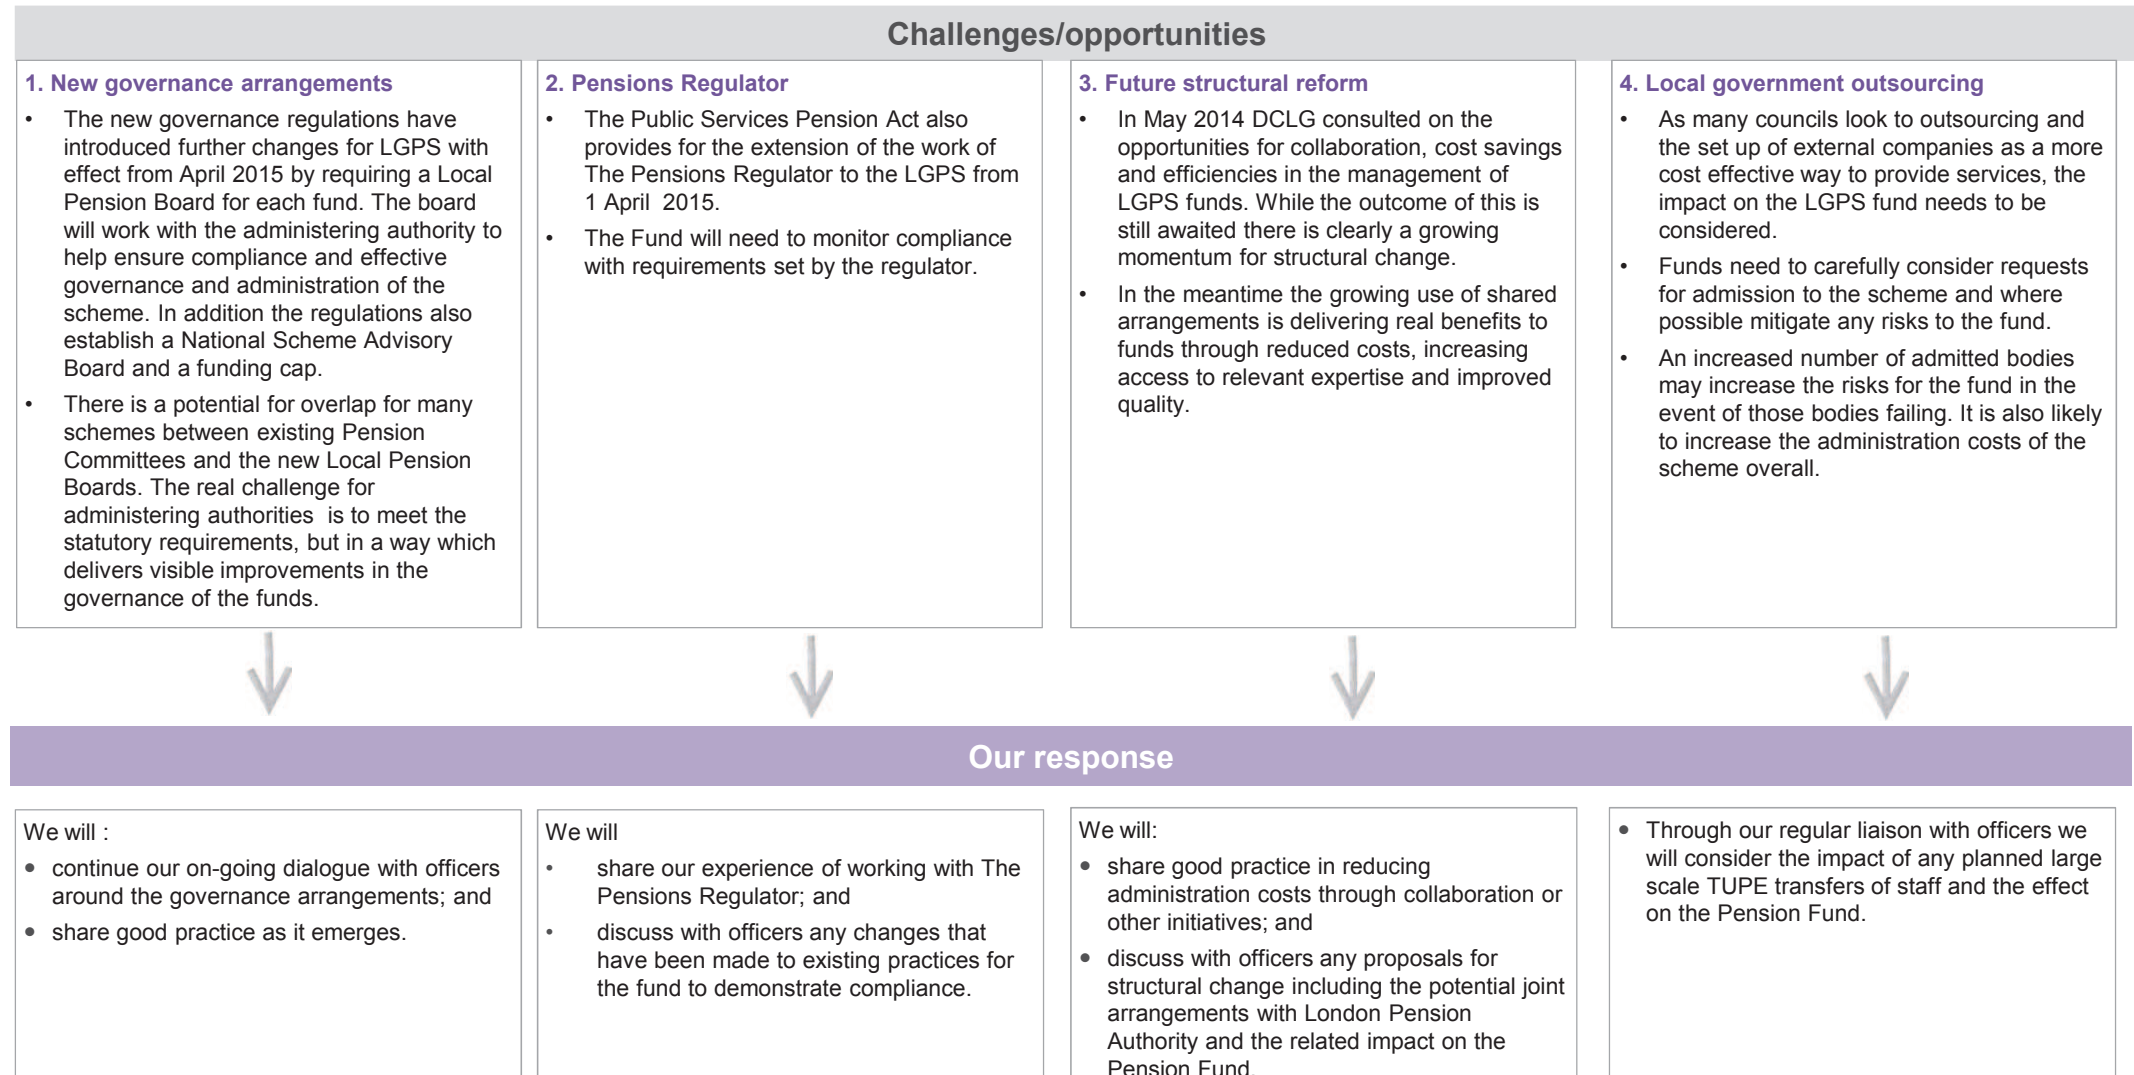 Challenges/opportunities
1. New governance arrangements
• The new governance regulations have
introduced further changes for LGPS with
effect from April 2015 by requiring a Local
Pension Board for each fund. The board
will work with the administering authority to
help ensure compliance and effective
governance and administration of the
scheme. In addition the regulations also
establish a National Scheme Advisory
Board and a funding cap.
• There is a potential for overlap for many
schemes between existing Pension
Committees and the new Local Pension
Boards. The real challenge for
administering authorities is to meet the
statutory requirements, but in a way which
delivers visible improvements in the
governance of the funds.
2. Pensions Regulator
• The Public Services Pension Act also
provides for the extension of the work of
The Pensions Regulator to the LGPS from
1 April 2015.
• The Fund will need to monitor compliance
with requirements set by the regulator.
3. Future structural reform
• In May 2014 DCLG consulted on the
opportunities for collaboration, cost savings
and efficiencies in the management of
LGPS funds. While the outcome of this is
still awaited there is clearly a growing
momentum for structural change.
• In the meantime the growing use of shared
arrangements is delivering real benefits to
funds through reduced costs, increasing
access to relevant expertise and improved
quality.
4. Local government outsourcing
• As many councils look to outsourcing and
the set up of external companies as a more
cost effective way to provide services, the
impact on the LGPS fund needs to be
considered.
• Funds need to carefully consider requests
for admission to the scheme and where
possible mitigate any risks to the fund.
• An increased number of admitted bodies
may increase the risks for the fund in the
event of those bodies failing. It is also likely
to increase the administration costs of the
scheme overall.
Our response
We will :
• continue our on-going dialogue with officers
around the governance arrangements; and
• share good practice as it emerges.
We will
• share our experience of working with The
Pensions Regulator; and
• discuss with officers any changes that
have been made to existing practices for
the fund to demonstrate compliance.
We will:
• share good practice in reducing
administration costs through collaboration or
other initiatives; and
• discuss with officers any proposals for
structural change including the potential joint
arrangements with London Pension
Authority and the related impact on the
Pension Fund.
• Through our regular liaison with officers we
will consider the impact of any planned large
scale TUPE transfers of staff and the effect
on the Pension Fund.